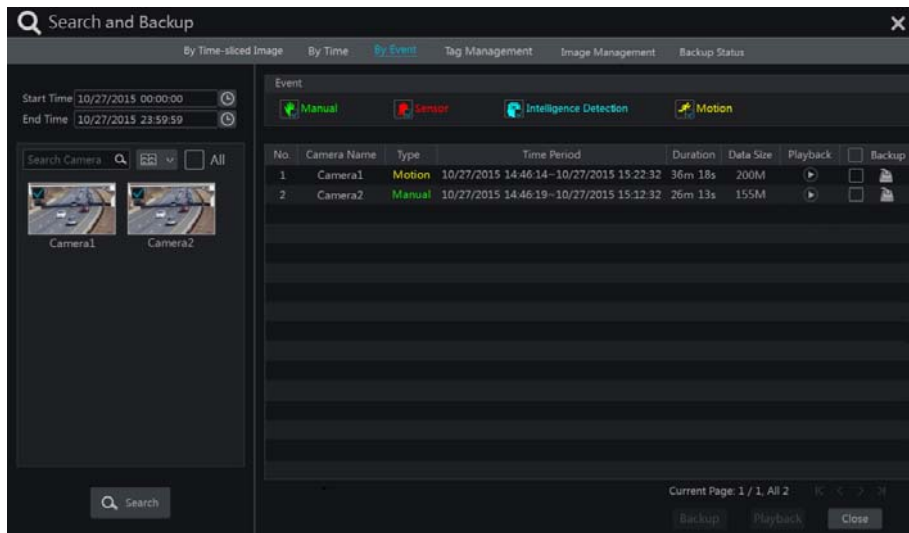 Search and Backup
By Time-sliced Image By Time By Event Tag Management Image Management Backup Status
Start Time 10/27/2015 00:00:00
End Time 10/27/2015 23:59:59
Search Camera All
Camera1 Camera2
Search
Event
Manual Sensor Intelligence Detection Motion
No. Camera Name Type Time Period Duration Data Size Playback Backup
1 Camera1 Motion 10/27/2015 14:46:14~10/27/2015 15:22:32 36m 18s 200M
2 Camera2 Manual 10/27/2015 14:46:19~10/27/2015 15:12:32 26m 13s 155M
Current Page: 1 / 1, All 2
Backup Playback Close